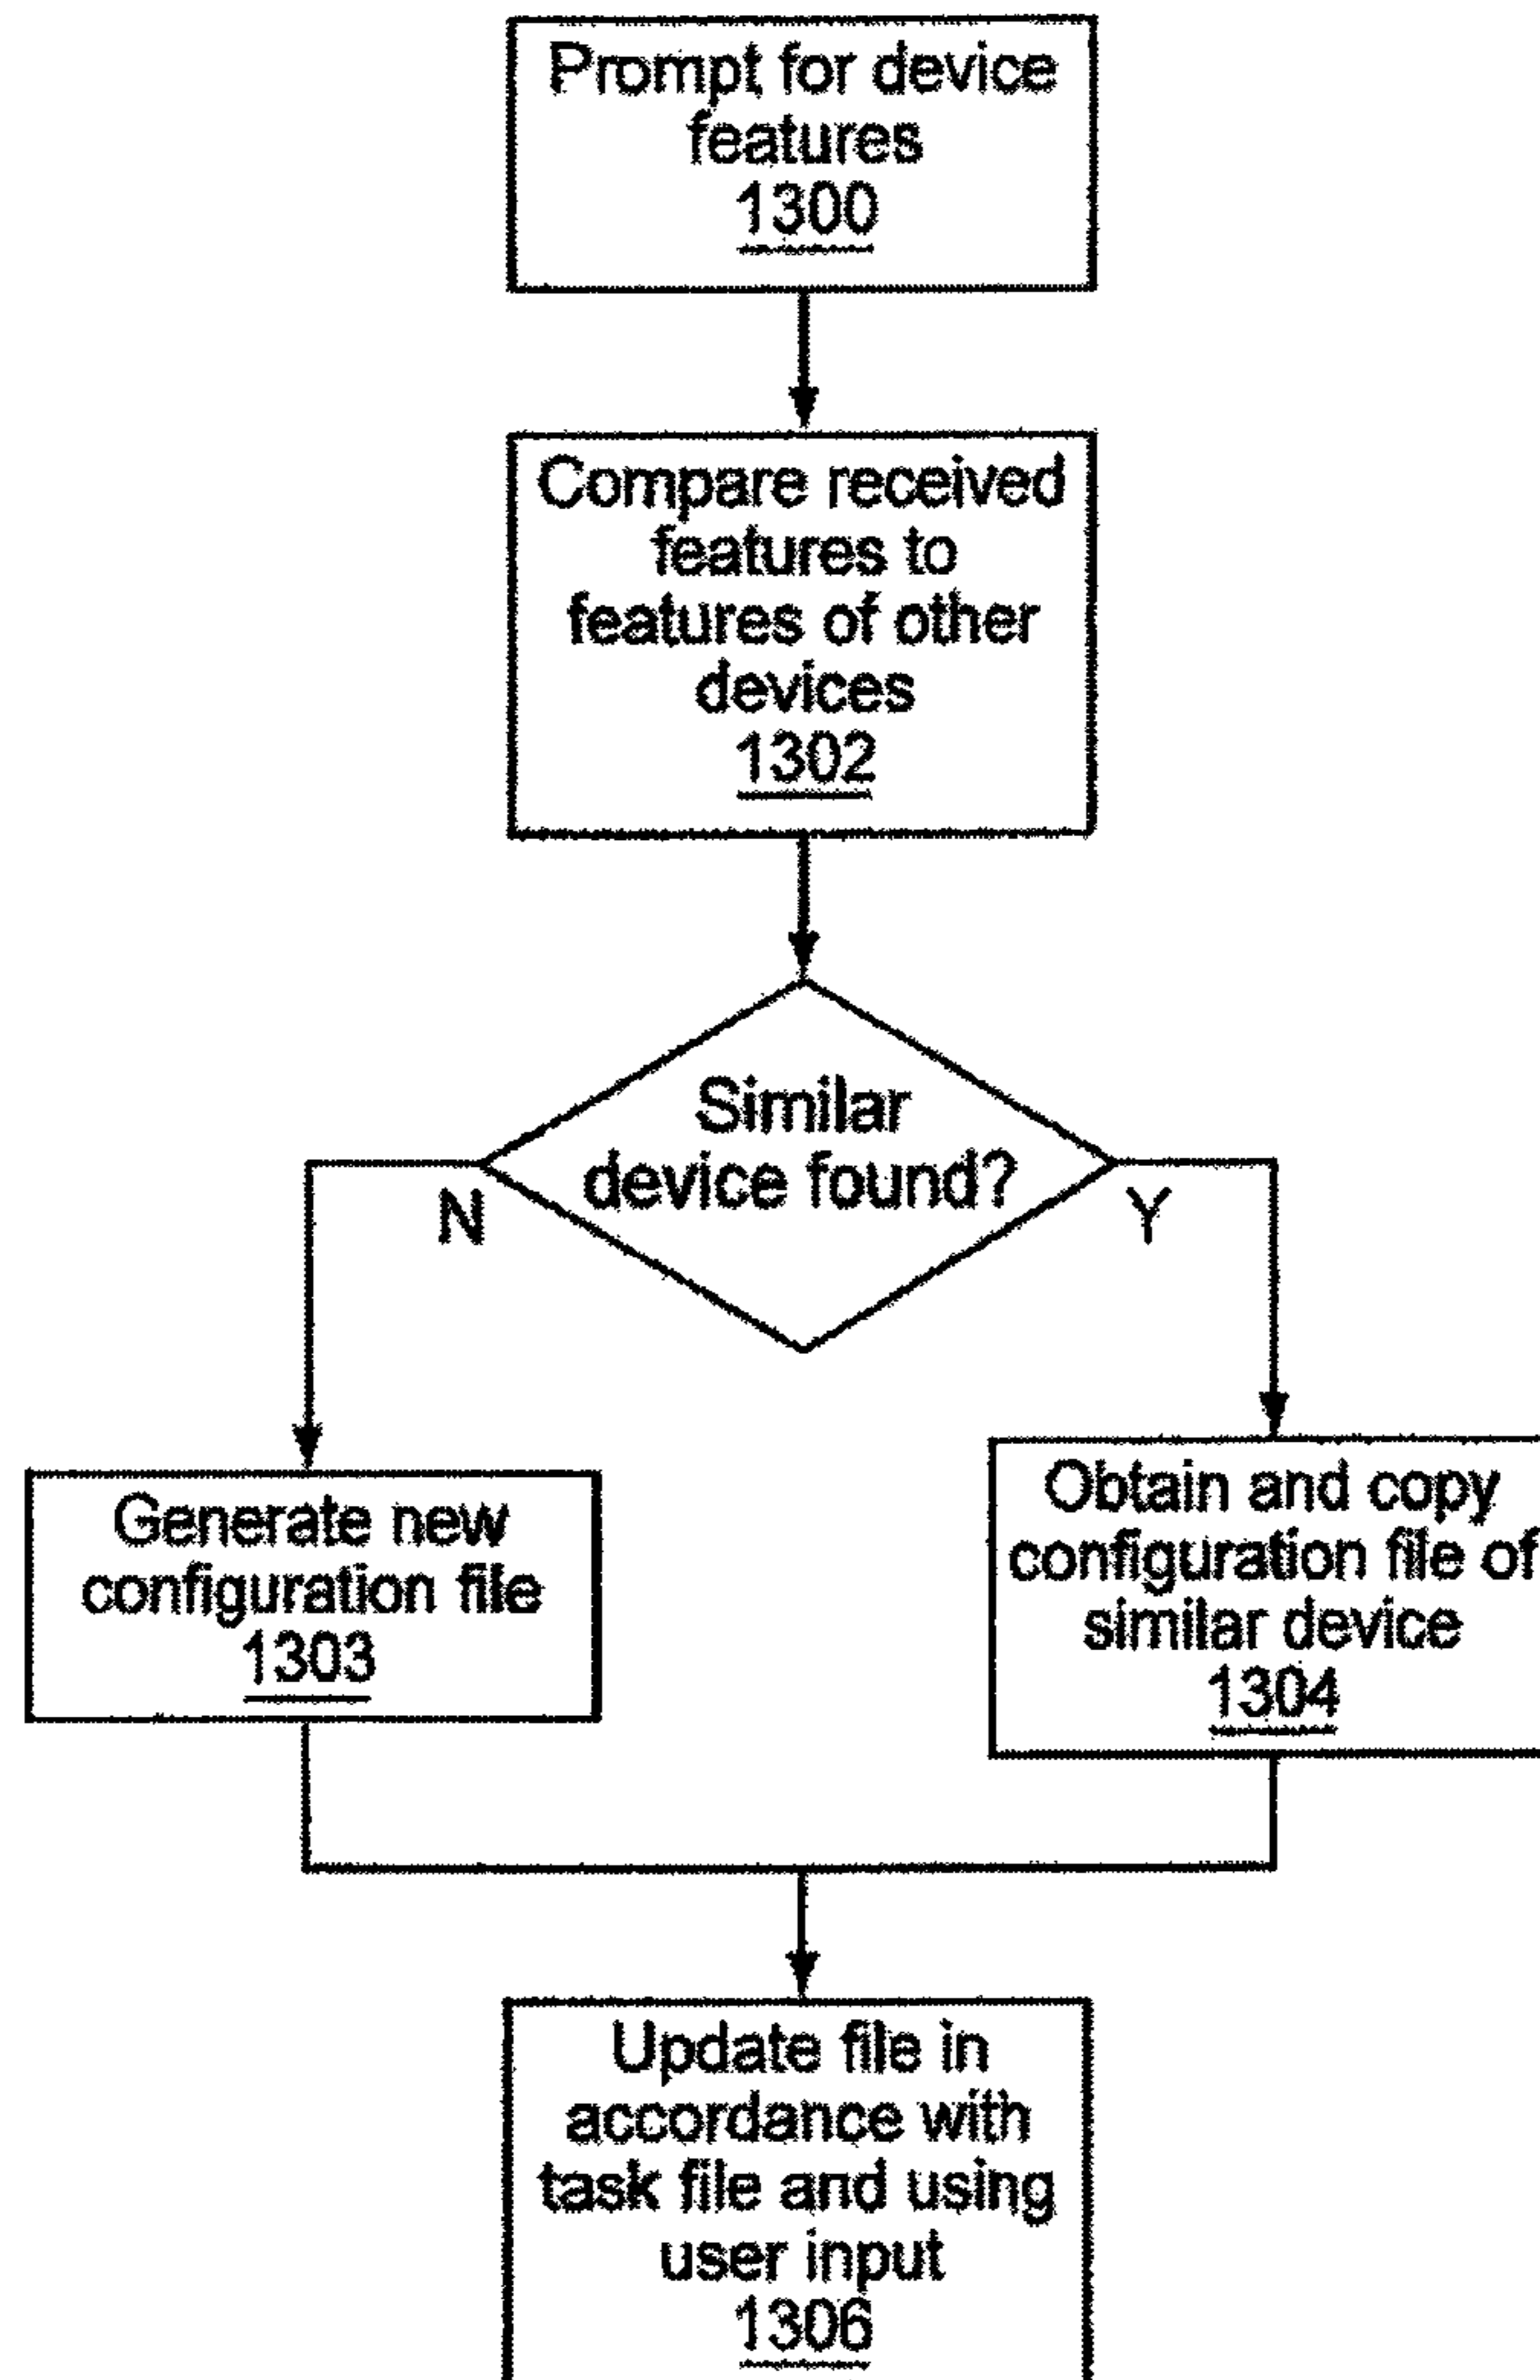 Prompt for device
features
1300
Compare received
features to
features of other
devices
1302
Similar
device found?
N
Y
Generate new
configuration file
1303
Obtain and copy
configuration file of
similar device
1304
Update file in
accordance with
task file and using
user input
1306